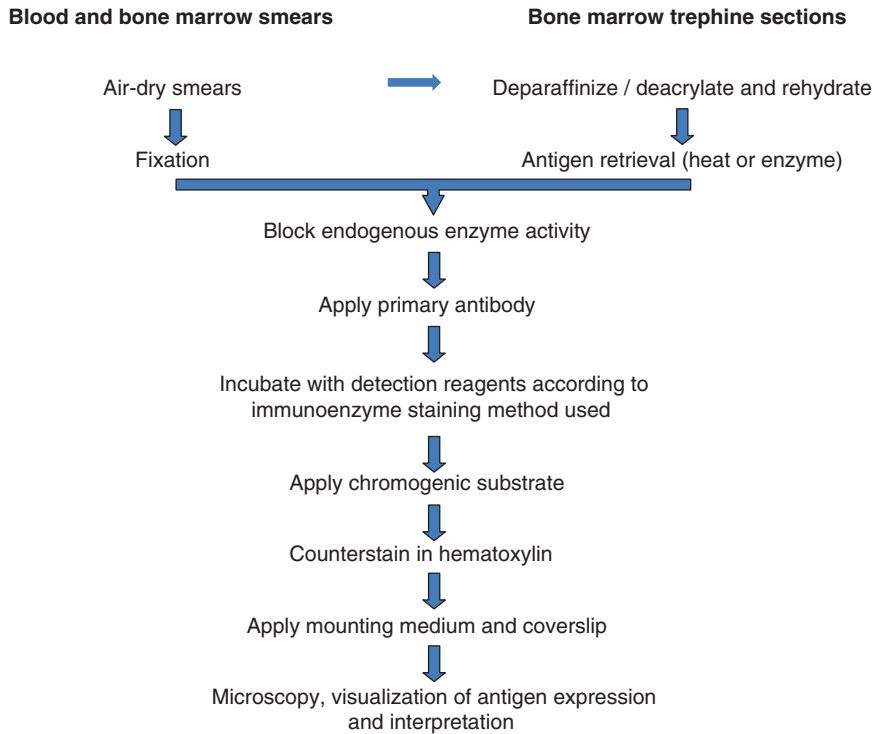 Blood and bone marrow smears
Bone marrow trephine sections
Air-dry smears
Deparaffinize / deacrylate and rehydrate
Fixation
Antigen retrieval (heat or enzyme)
Block endogenous enzyme activity
Apply primary antibody
Incubate with detection reagents according to
immunoenzyme staining method used
Apply chromogenic substrate
Counterstain in hematoxylin
Apply mounting medium and coverslip
Microscopy, visualization of antigen expression
and interpretation